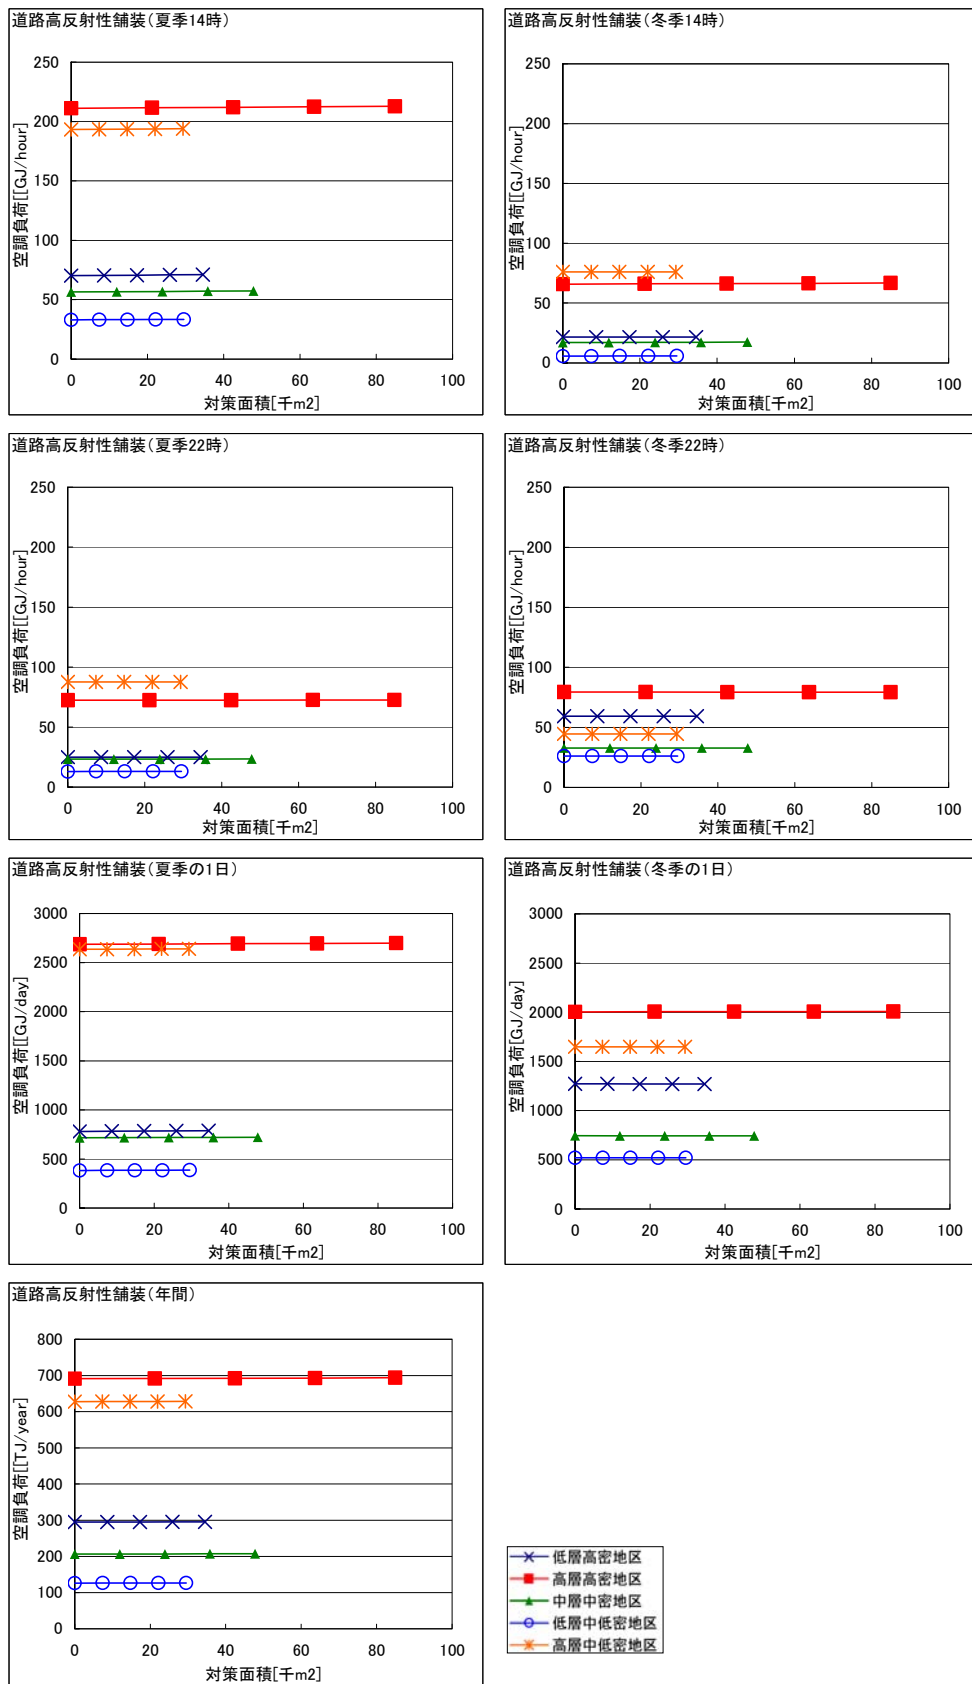 道路高反射性舗装(夏季14時)
空調負荷[[GJ/hour]
250
200
150
100
50
0
0 20 40 60 80 100
対策面積[千m2]
道路高反射性舗装(冬季14時)
空調負荷[[GJ/hour]
250
200
150
100
50
0
0 20 40 60 80 100
対策面積[千m2]
道路高反射性舗装(夏季22時)
空調負荷[[GJ/hour]
250
200
150
100
50
0
0 20 40 60 80 100
対策面積[千m2]
道路高反射性舗装(冬季22時)
空調負荷[[GJ/hour]
250
200
150
100
50
0
0 20 40 60 80 100
対策面積[千m2]
道路高反射性舗装(夏季の1日)
空調負荷[[GJ/day]
3000
2500
2000
1500
1000
500
0
0 20 40 60 80 100
対策面積[千m2]
道路高反射性舗装(冬季の1日)
空調負荷[GJ/day]
3000
2500
2000
1500
1000
500
0
0 20 40 60 80 100
対策面積[千m2]
道路高反射性舗装(年間)
空調負荷[[TJ/year]
800
700
600
500
400
300
200
100
0
0 20 40 60 80 100
対策面積[千m2]
低層高密地区
高層高密地区
中層中密地区
低層中低密地区
高層中低密地区